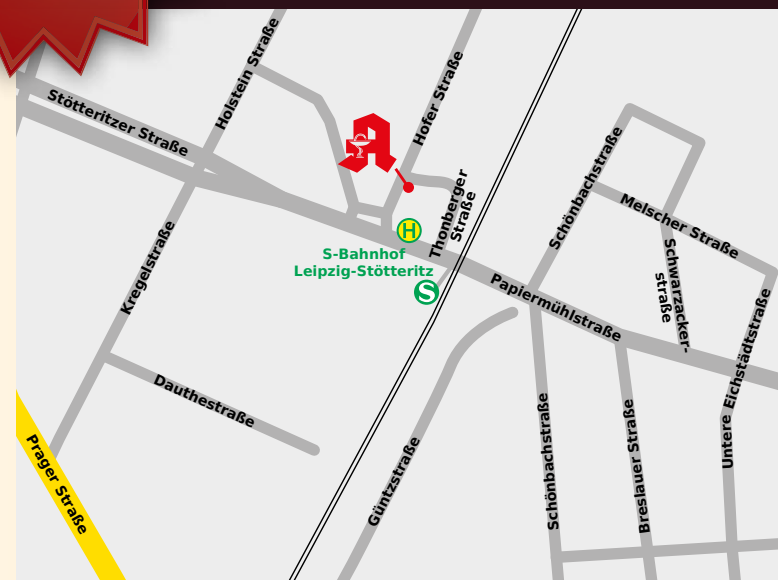 Holstein Straße
Hofer Straße
Stötteritzer Straße
Schönbachstraße
Thonberger
Straße
Melscher Straße
H
S-Bahnhof
Leipzig-Stötteritz
S
Kregelstraße
Schwarzacker-
straße
Papiermühlstraße
Untere Eichstädtstraße
Dauthestraße
Prager Straße
Güntzstraße
Schönbachstraße
Breslauer Straße